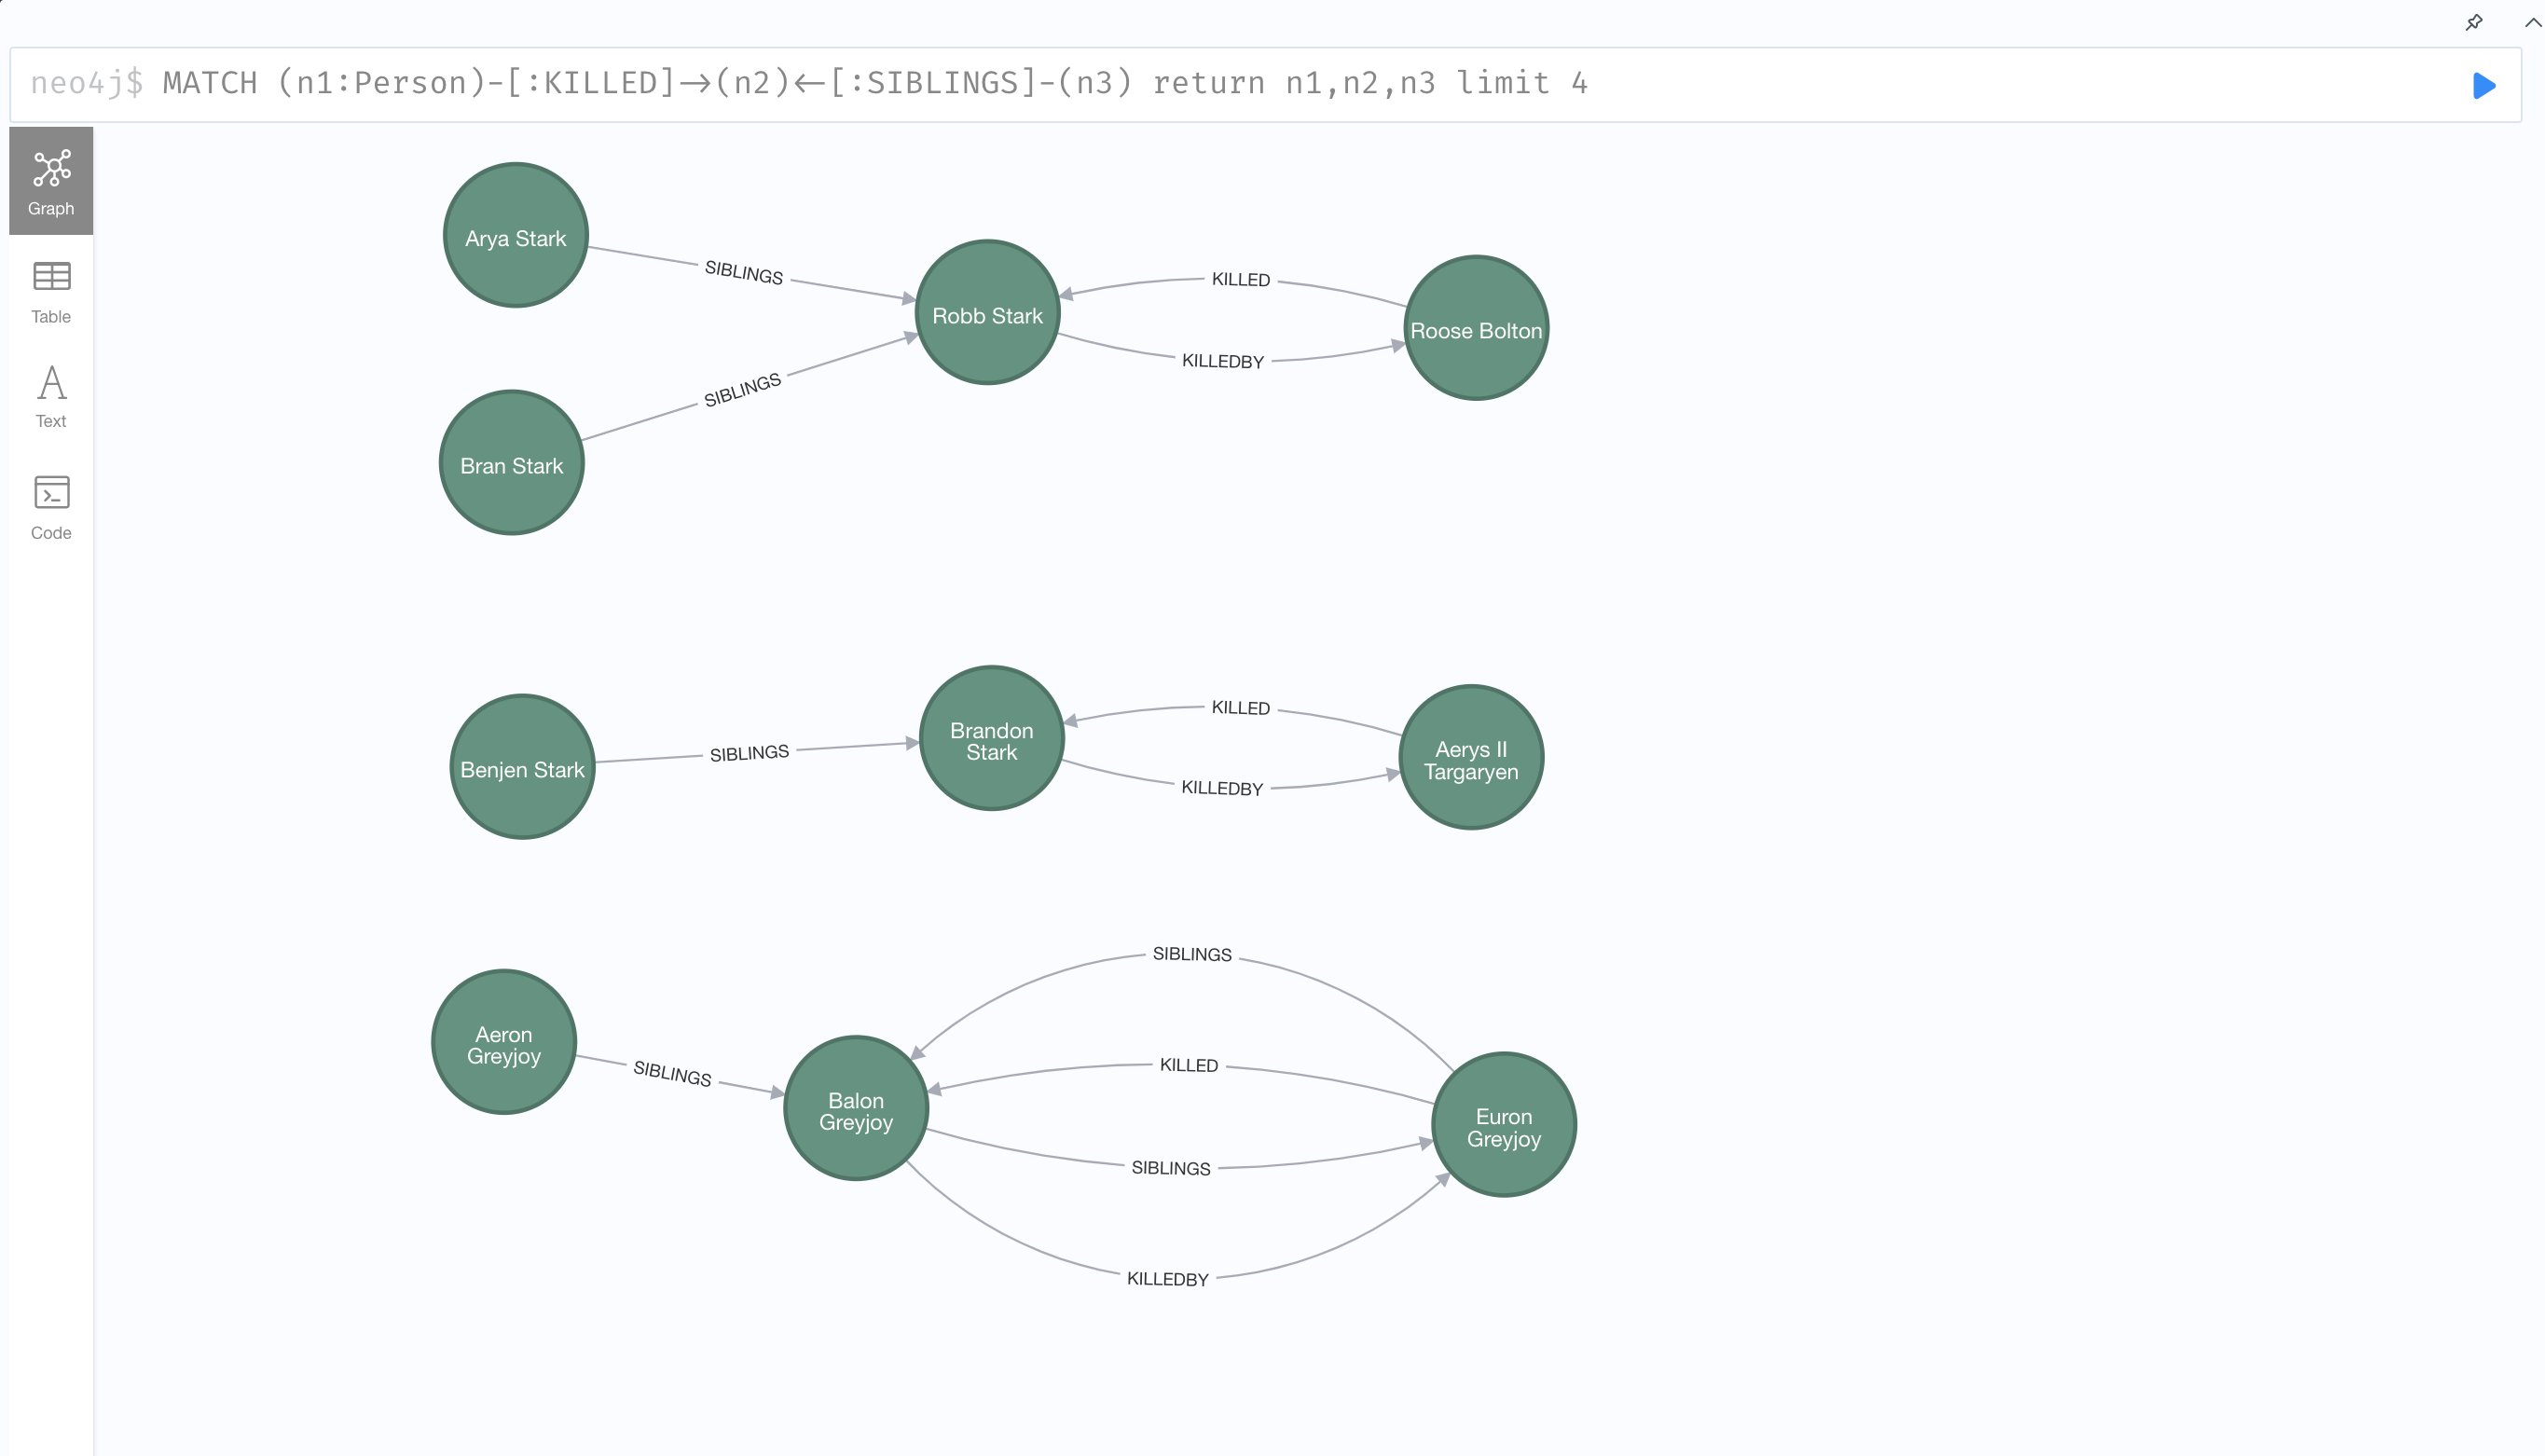 neo4j$ MATCH (n1:Person)-[:KILLED]→(n2)←[:SIBLINGS]-(n3) return n1,n2,n3 limit 4
Graph
Table
Text
Code
Arya Stark
SIBLINGS
Robb Stark
KILLED
Roose Bolton
KILLEDBY
SIBLINGS
Bran Stark
Benjen Stark
SIBLINGS
Brandon
Stark
KILLED
Aerys II
Targaryen
KILLEDBY
Aeron
Greyjoy
SIBLINGS
Balon
Greyjoy
SIBLINGS
KILLED
SIBLINGS
KILLEDBY
Euron
Greyjoy